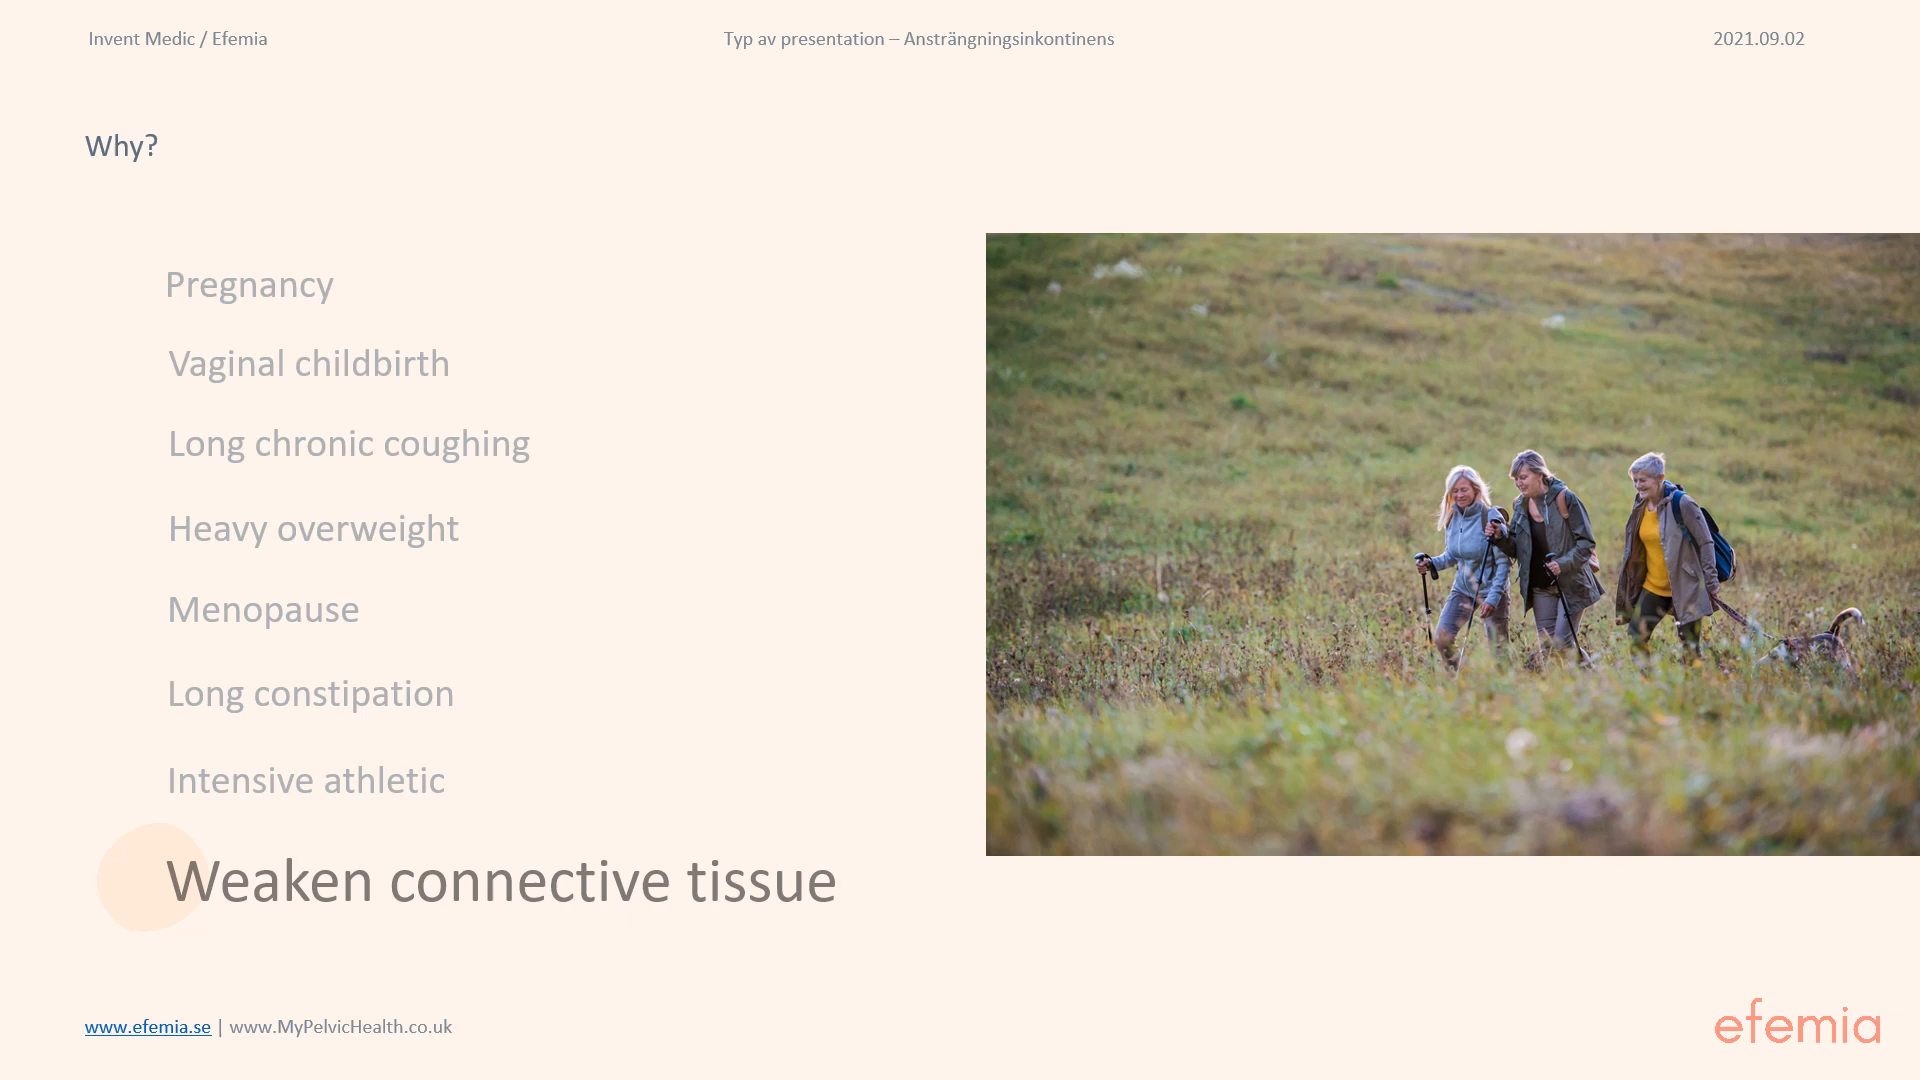 Invent Medic / Efemia
Typ av presentation – Ansträngningsinkontinens
2021.09.02
Why?
Pregnancy
Vaginal childbirth
Long chronic coughing
Heavy overweight
Menopause
Long constipation
Intensive athletic
Weaken connective tissue
www.efemia.se | www.MyPelvicHealth.co.uk
efemia